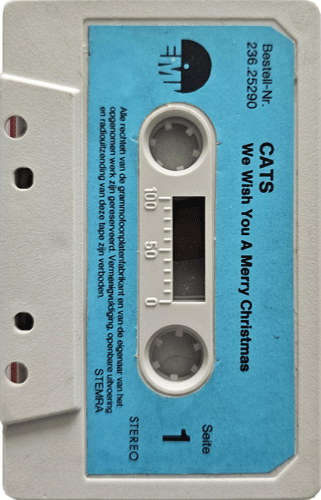 EMI
Bestell-Nr.
236.25290
CATS
We Wish You A Merry Christmas
100 50 0
Seite
1
STEREO
Alle rechten van de grammofoonplatenfabrikant en van de eigenaar van het
opgenomen werk zijn gereserveerd. Vermenigvuldiging, openbare uitvoering
en radiouitzending van deze tape zijn verboden.
STEMRA